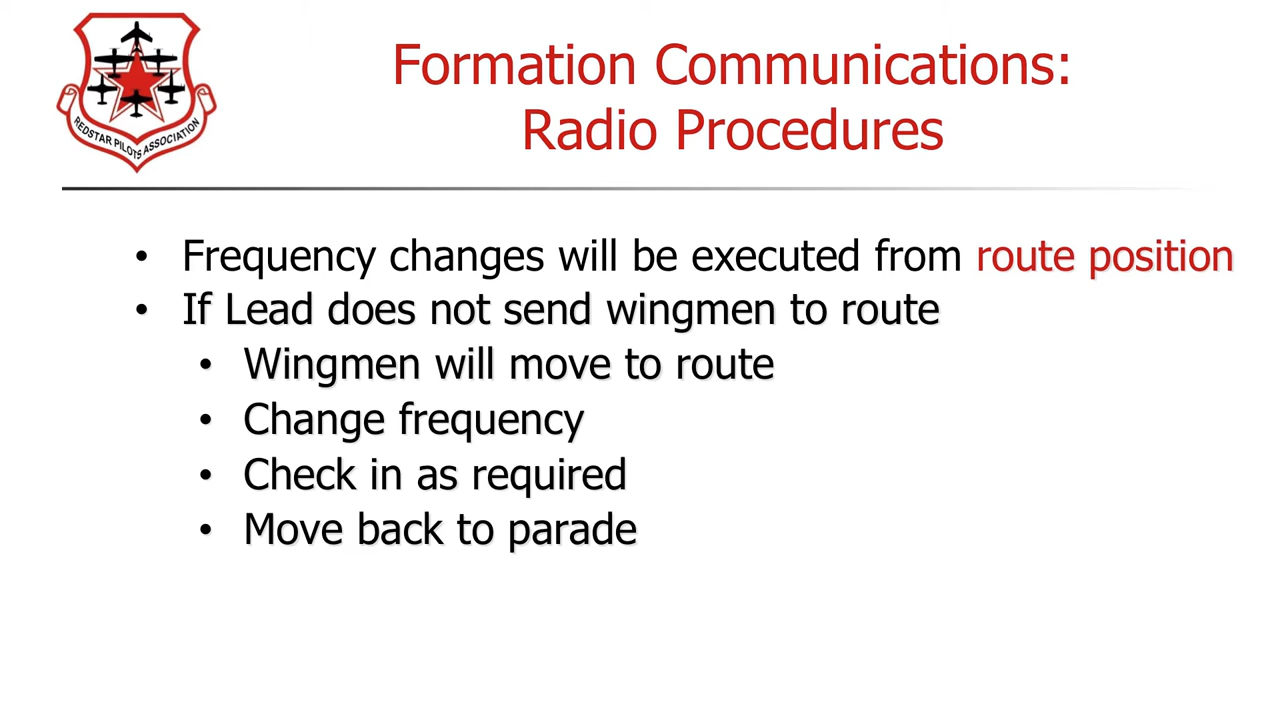 REDSTAR PILOTS ASSOCIATION
Formation Communications:
Radio Procedures
• Frequency changes will be executed from route position
• If Lead does not send wingmen to route
• Wingmen will move to route
• Change frequency
• Check in as required
• Move back to parade